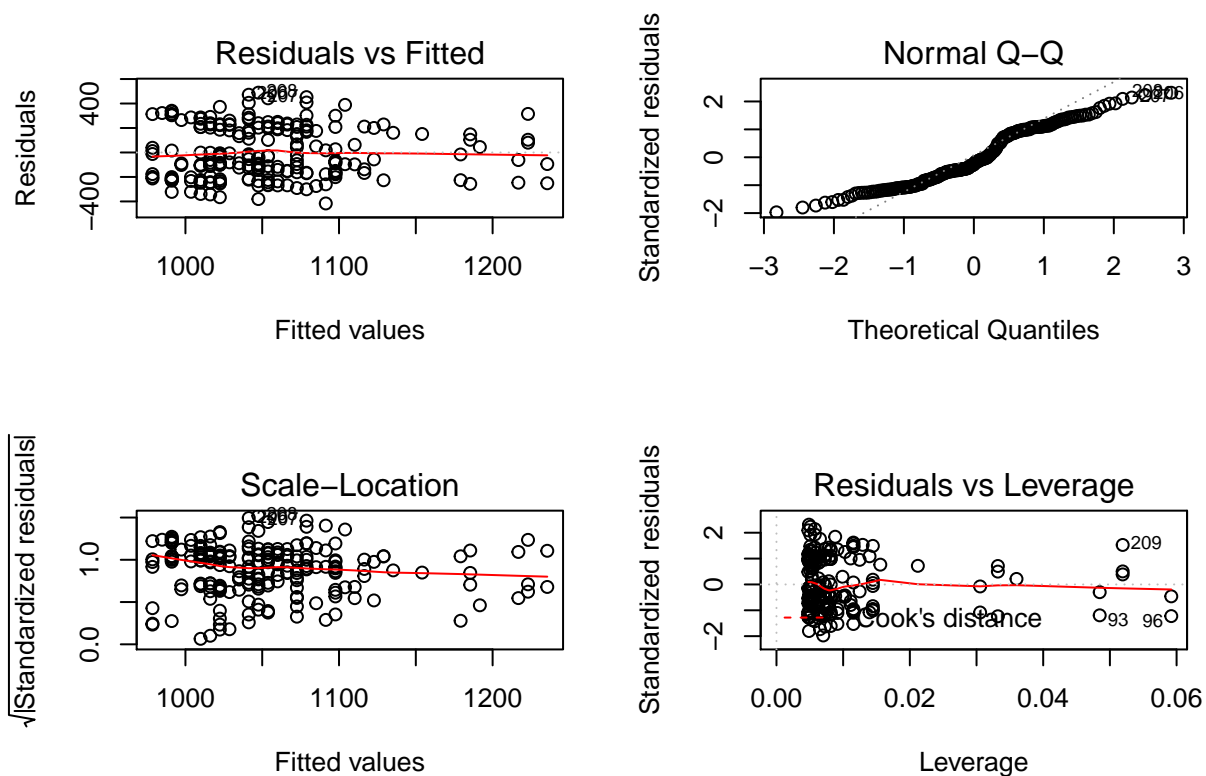 Residuals vs Fitted
Residuals
400
−400
1000
1100
1200
Fitted values
Normal Q−Q
Standardized residuals
2
0
−2
−3
−2
−1
0
1
2
3
Theoretical Quantiles
Scale−Location
√|Standardized residuals|
1.0
0.0
1000
1100
1200
Fitted values
Residuals vs Leverage
Standardized residuals
2
0
−2
209
93
96
Cook's distance
0.00
0.02
0.04
0.06
Leverage